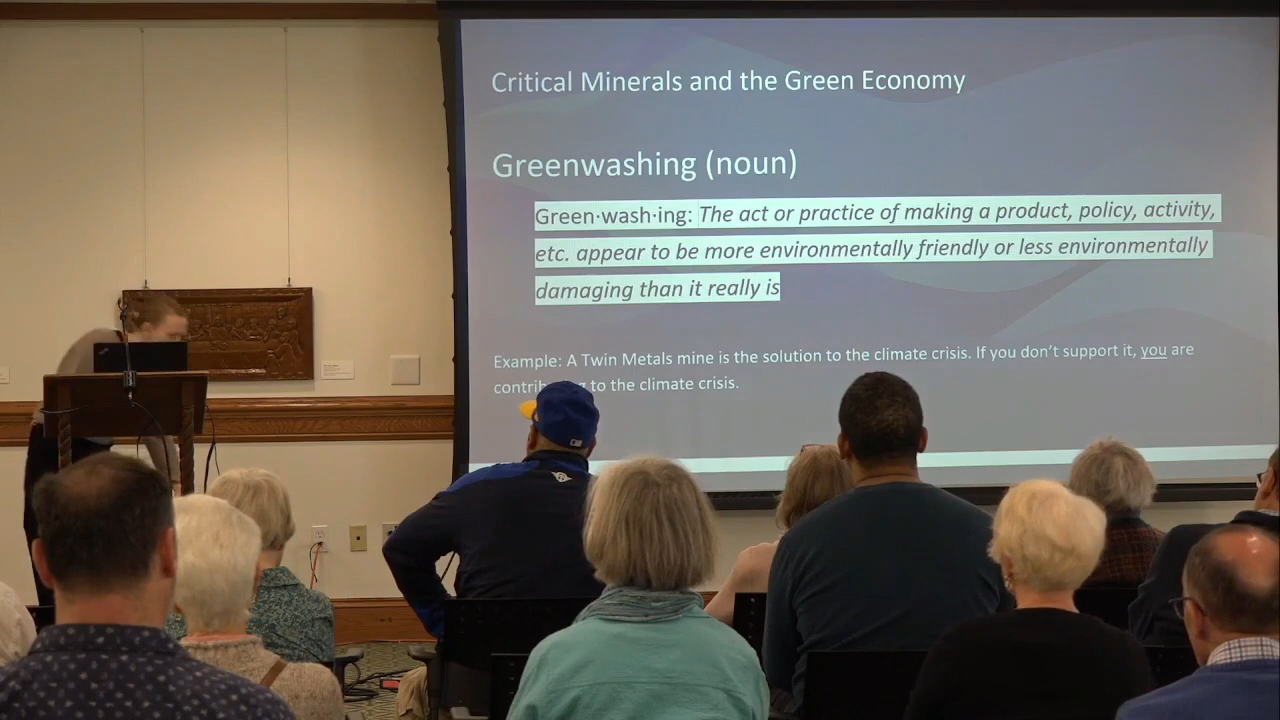 Critical Minerals and the Green Economy
Greenwashing (noun)
Green·wash·ing: The act or practice of making a product, policy, activity,
etc. appear to be more environmentally friendly or less environmentally
damaging than it really is
Example: A Twin Metals mine is the solution to the climate crisis. If you don't support it, you are
to the climate crisis.